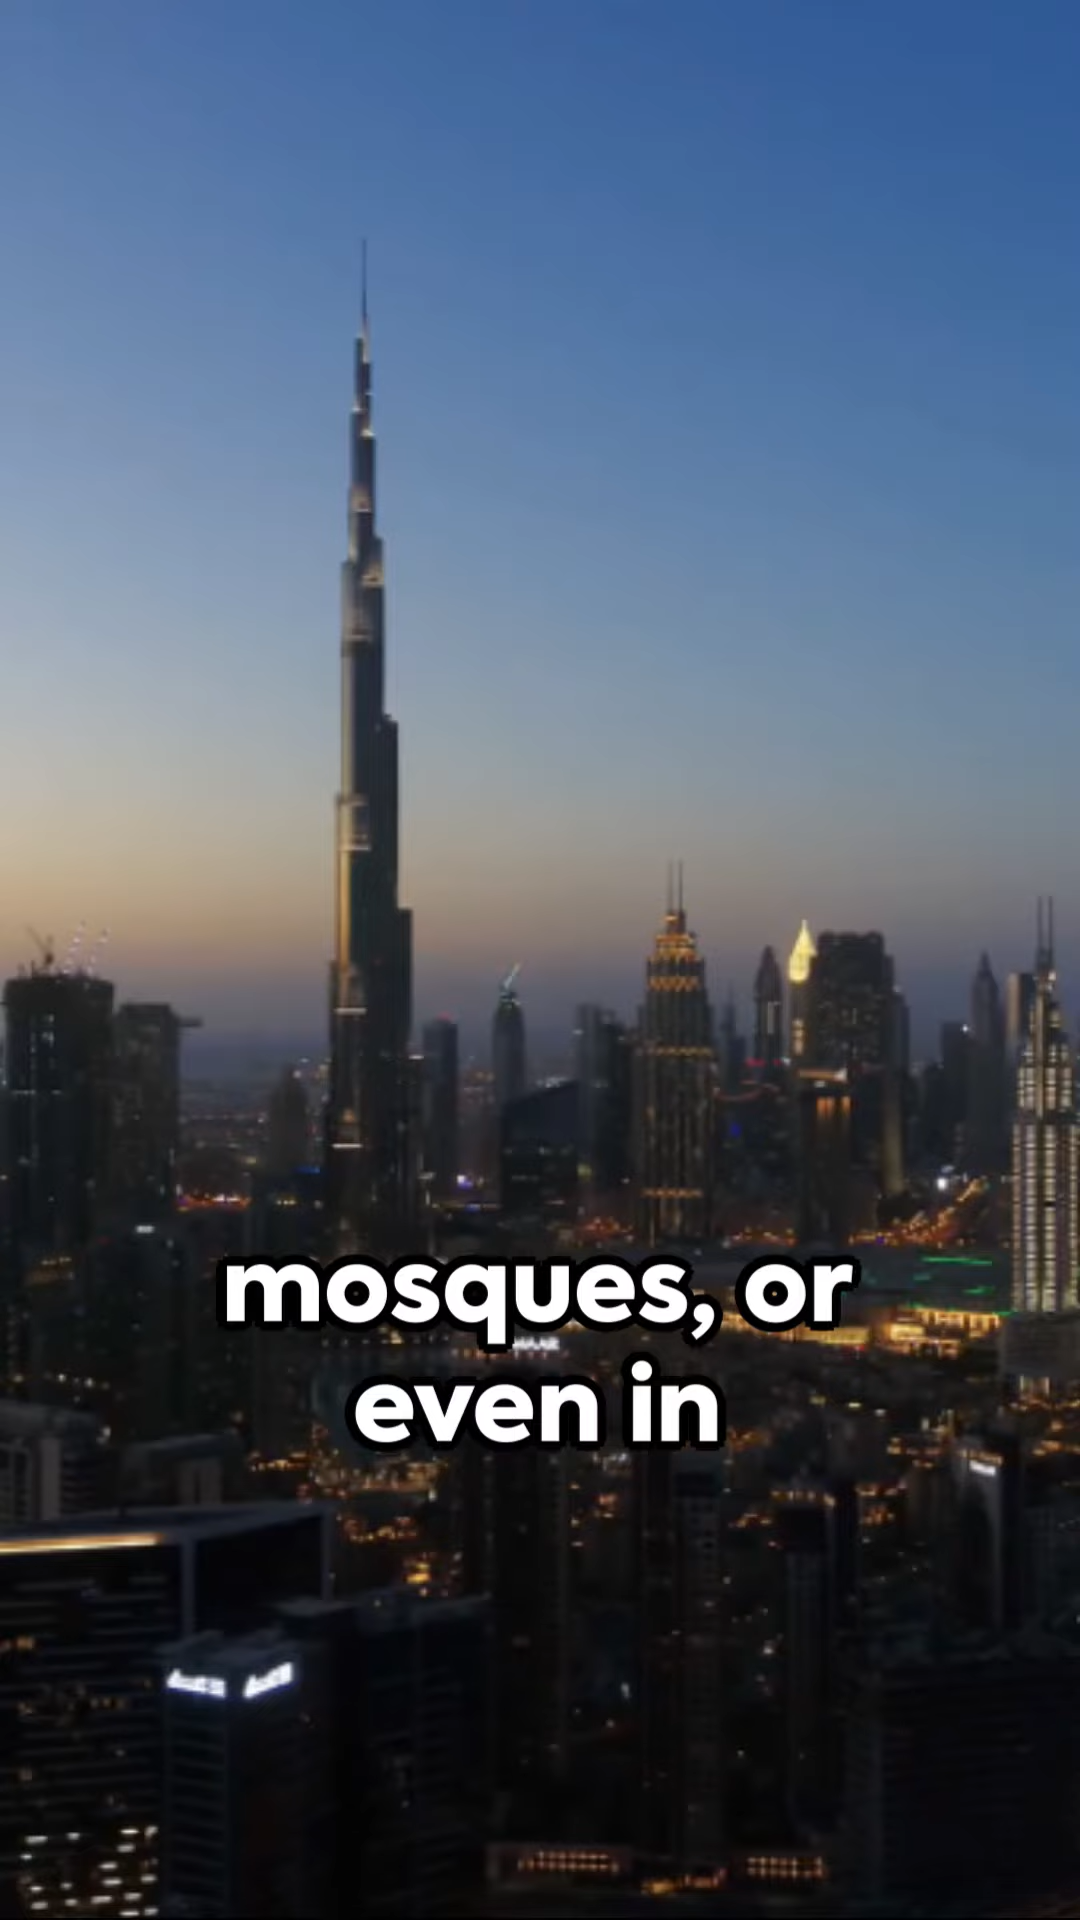 mosques, or
even in